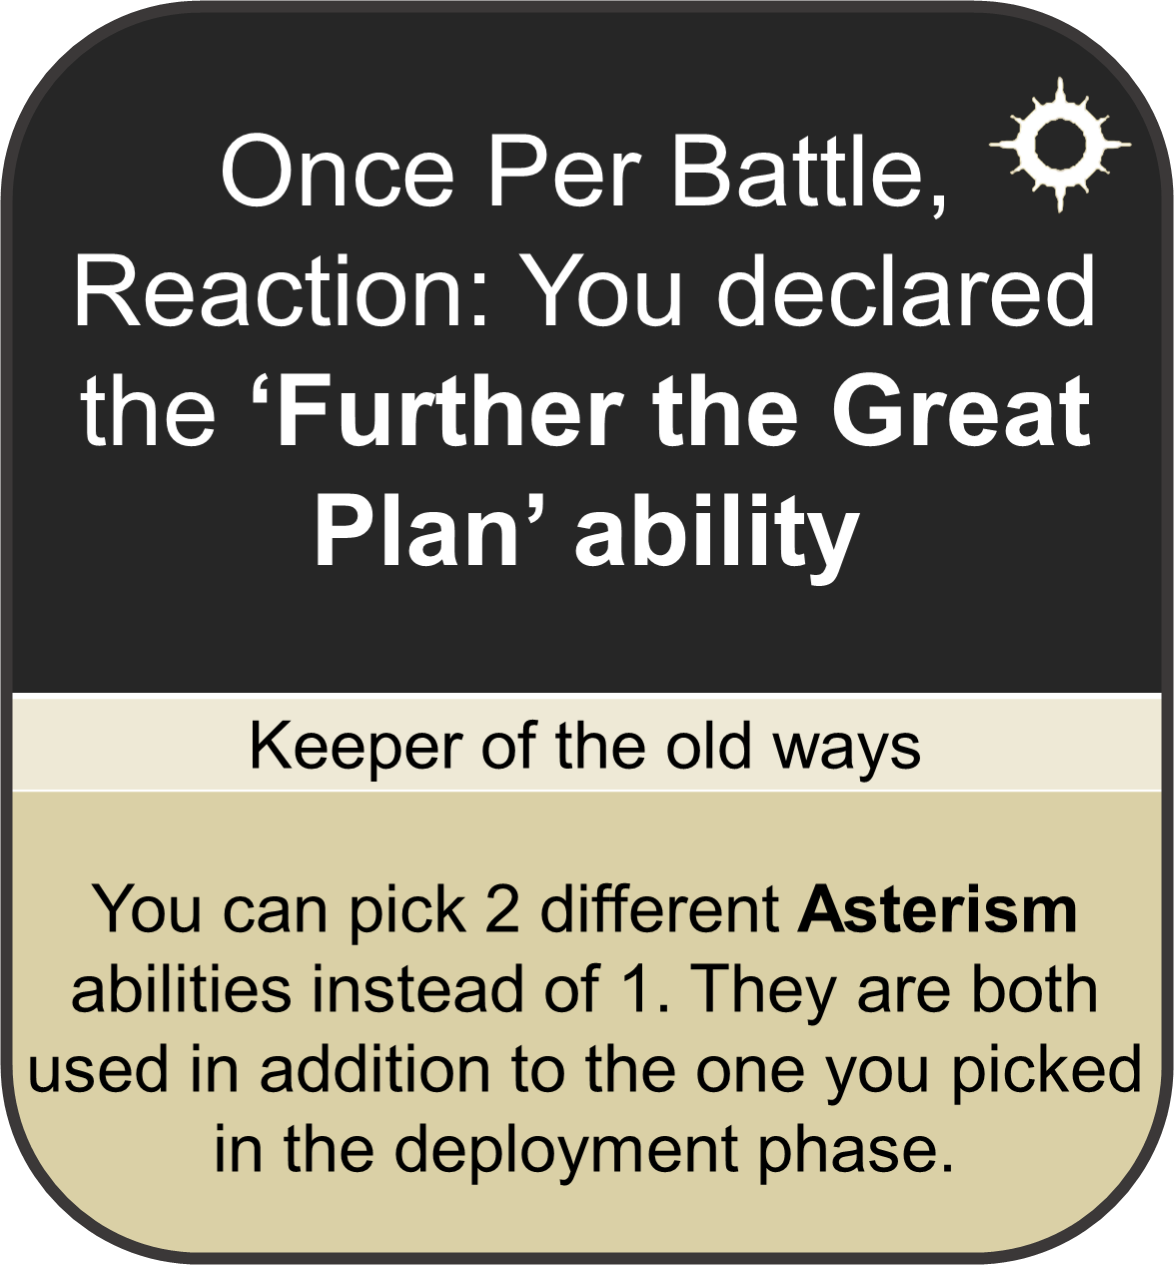 Once Per Battle,
Reaction: You declared
the ‘Further the Great
Plan’ ability
Keeper of the old ways
You can pick 2 different Asterism
abilities instead of 1. They are both
used in addition to the one you picked
in the deployment phase.